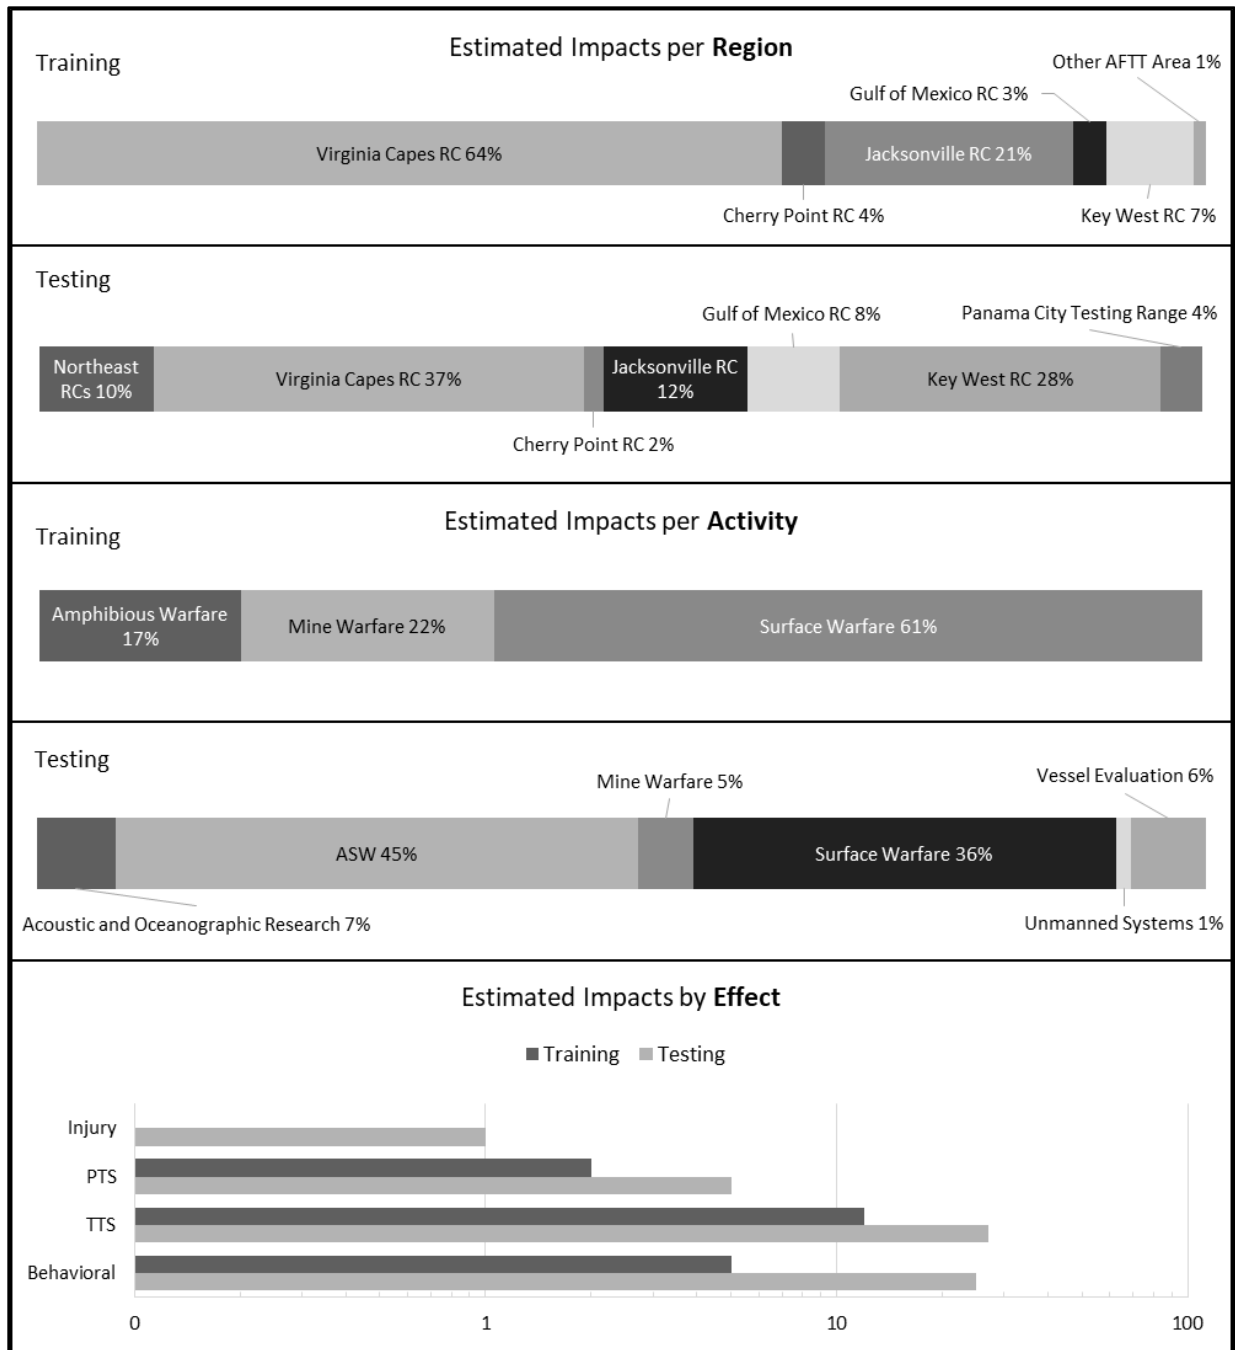 Estimated Impacts per Region
Training
Other AFTT Area 1%
Gulf of Mexico RC 3%
Virginia Capes RC 64%
Jacksonville RC 21%
Cherry Point RC 4%
Key West RC 7%
Testing
Gulf of Mexico RC 8%
Panama City Testing Range 4%
Northeast
RCs 10%
Virginia Capes RC 37%
Jacksonville RC
12%
Key West RC 28%
Cherry Point RC 2%
Estimated Impacts per Activity
Training
Amphibious Warfare
17%
Mine Warfare 22%
Surface Warfare 61%
Testing
Mine Warfare 5%
Vessel Evaluation 6%
ASW 45%
Surface Warfare 36%
Acoustic and Oceanographic Research 7%
Unmanned Systems 1%
Estimated Impacts by Effect
Training
Testing
Injury
PTS
TTS
Behavioral
0
1
10
100